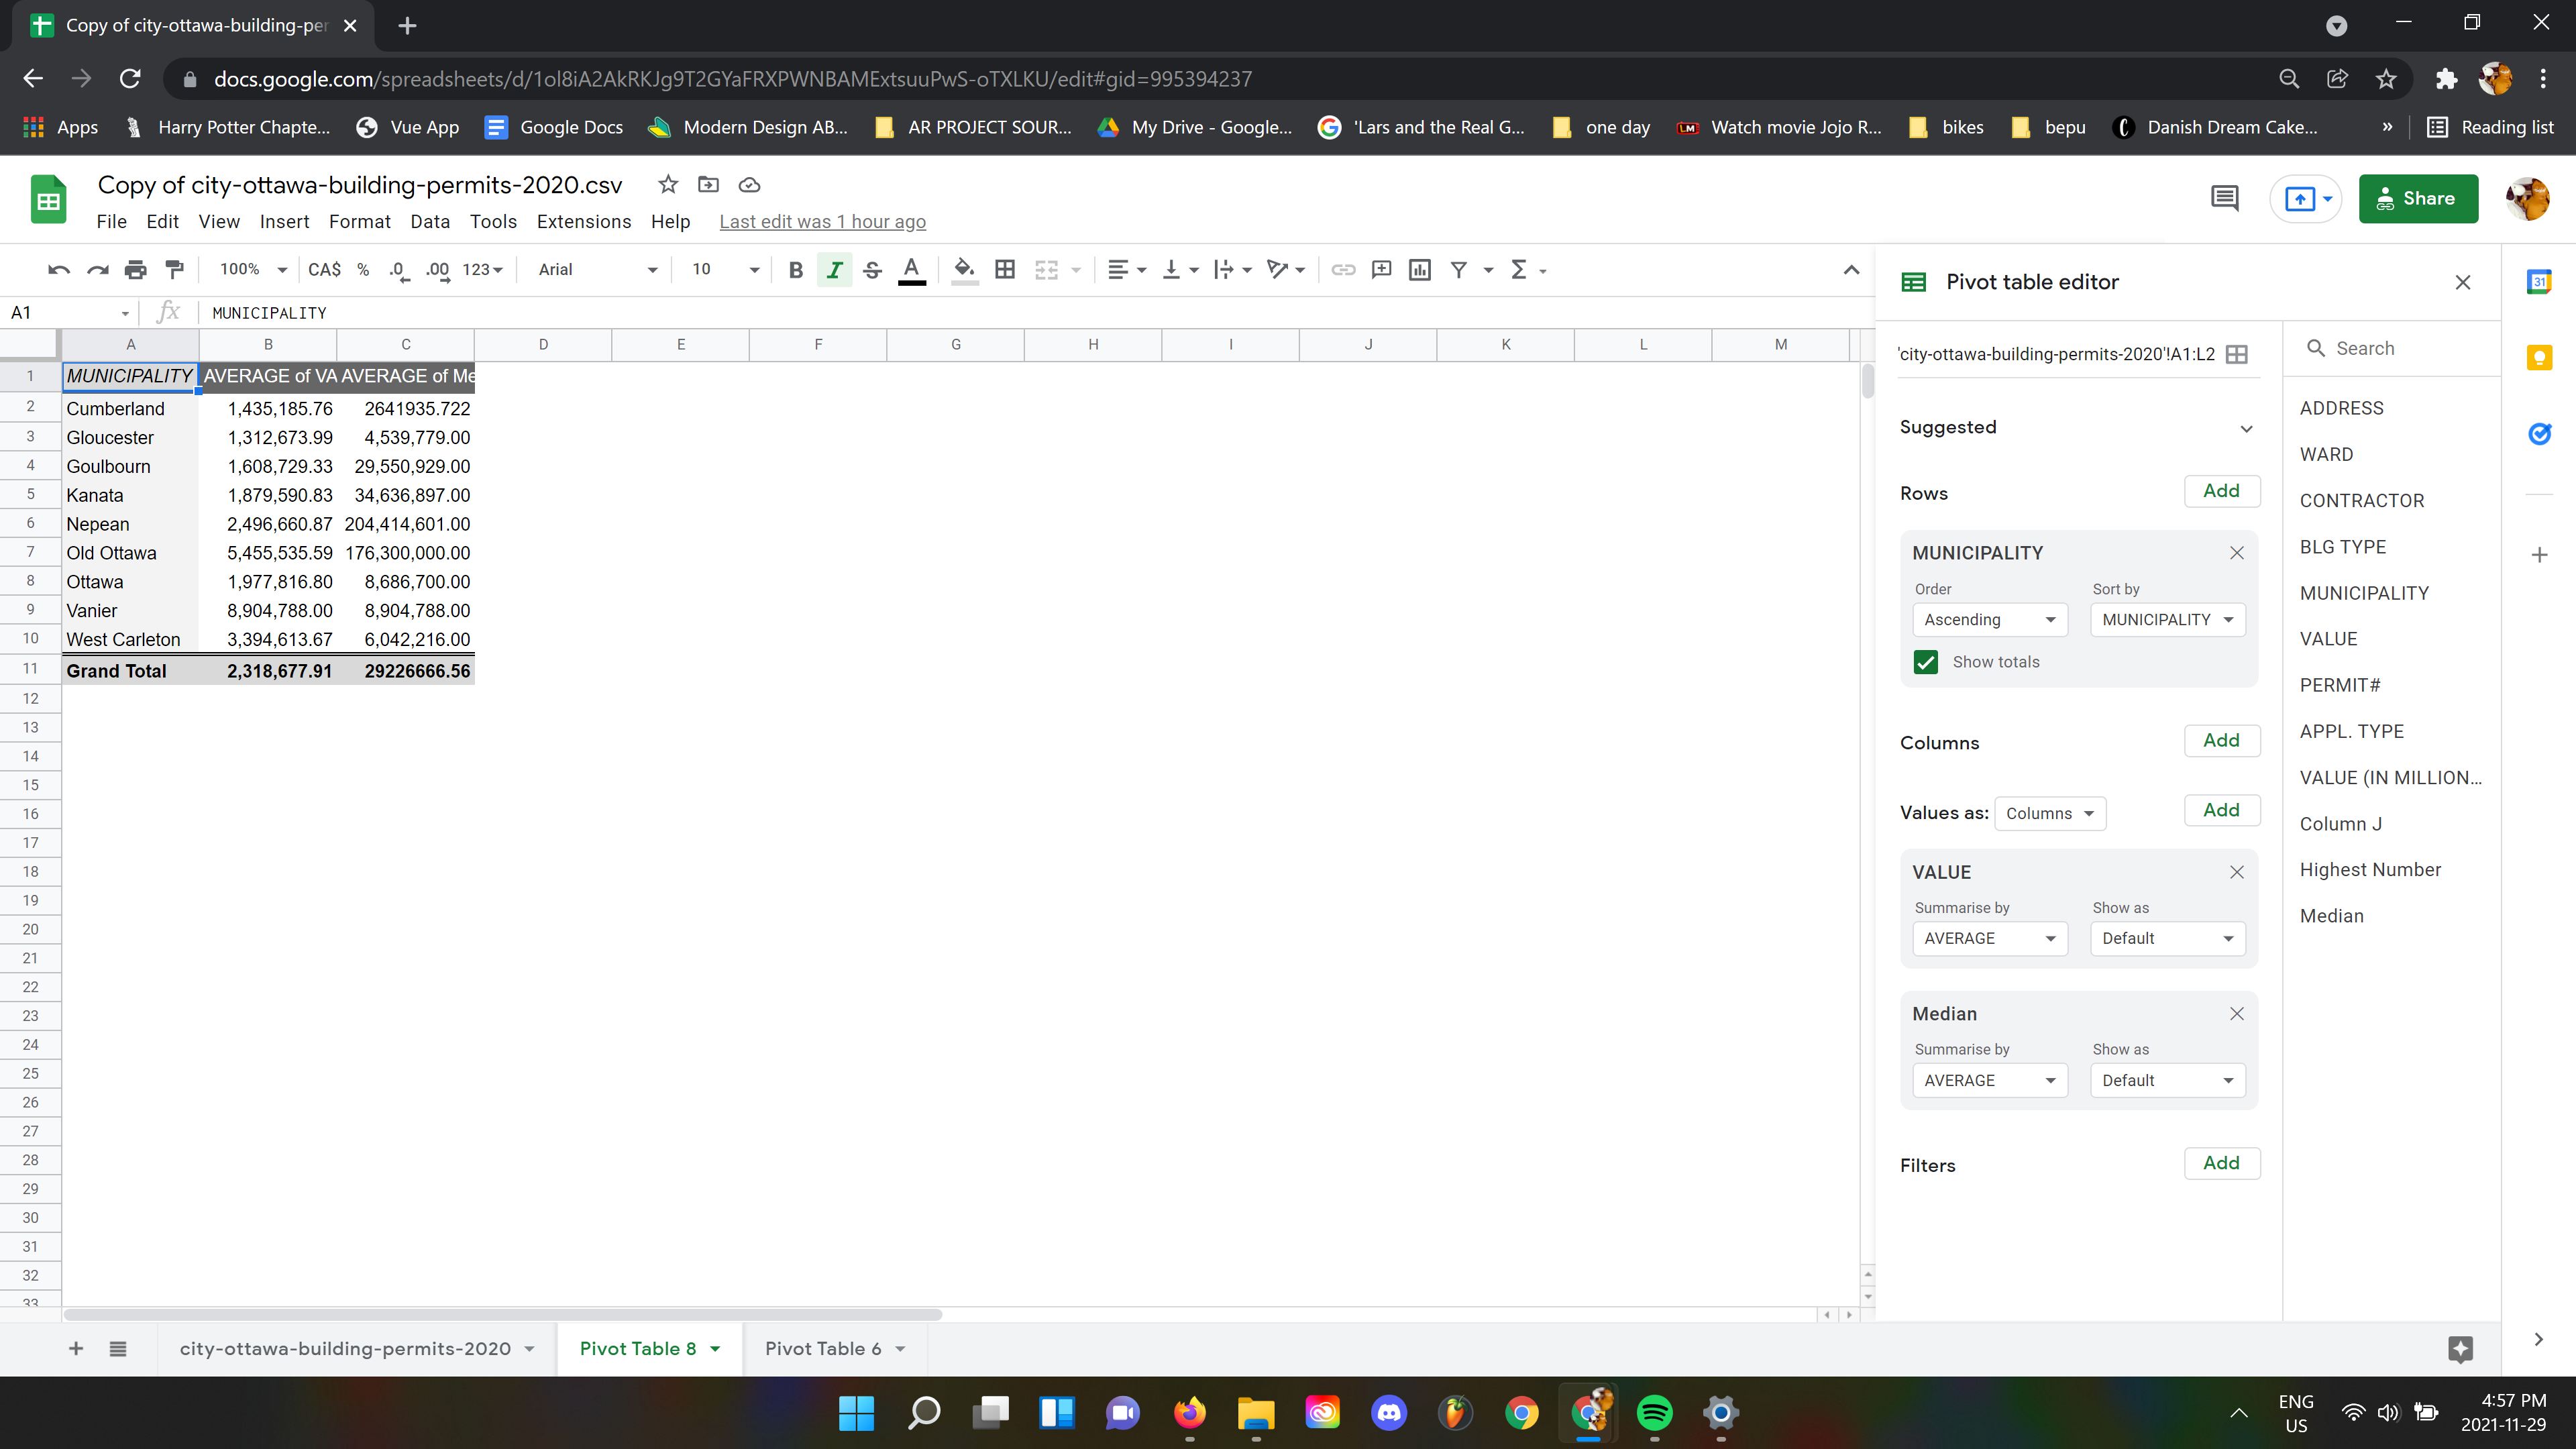 Copy of city-ottawa-building-per
docs.google.com/spreadsheets/d/1ol8iA2AkRKJg9T2GYaFRXPWNBAMExtsuuPwS-oTXLKU/edit#gid=995394237
Apps Harry Potter Chapte... Vue App Google Docs Modern Design AB... AR PROJECT SOUR... My Drive - Google... 'Lars and the Real G... one day LM Watch movie Jojo R... bikes bepu Danish Dream Cake... » Reading list
Copy of city-ottawa-building-permits-2020.csv
Share
File Edit View Insert Format Data Tools Extensions Help Last edit was 1 hour ago
100% CA$ % .0 .00 123 Arial 10 B I S A Σ
Pivot table editor
31
A1 fx MUNICIPALITY
A B C D E F G H I J K L M
1 MUNICIPALITY AVERAGE of VA AVERAGE of Me
2 Cumberland 1,435,185.76 2641935.722
3 Gloucester 1,312,673.99 4,539,779.00
4 Goulbourn 1,608,729.33 29,550,929.00
5 Kanata 1,879,590.83 34,636,897.00
6 Nepean 2,496,660.87 204,414,601.00
7 Old Ottawa 5,455,535.59 176,300,000.00
8 Ottawa 1,977,816.80 8,686,700.00
9 Vanier 8,904,788.00 8,904,788.00
10 West Carleton 3,394,613.67 6,042,216.00
11 Grand Total 2,318,677.91 29226666.56
12
13
14
15
16
17
18
19
20
21
22
23
24
25
26
27
28
29
30
31
32
33
'city-ottawa-building-permits-2020'!A1:L2
Suggested
Rows Add
MUNICIPALITY
Order Sort by
Ascending MUNICIPALITY
Show totals
Columns Add
Values as: Columns Add
VALUE
Summarise by Show as
AVERAGE Default
Median
Summarise by Show as
AVERAGE Default
Filters Add
Search
ADDRESS
WARD
CONTRACTOR
BLG TYPE
MUNICIPALITY
VALUE
PERMIT#
APPL. TYPE
VALUE (IN MILLION...
Column J
Highest Number
Median
city-ottawa-building-permits-2020 Pivot Table 8 Pivot Table 6
ENG
US
4:57 PM
2021-11-29